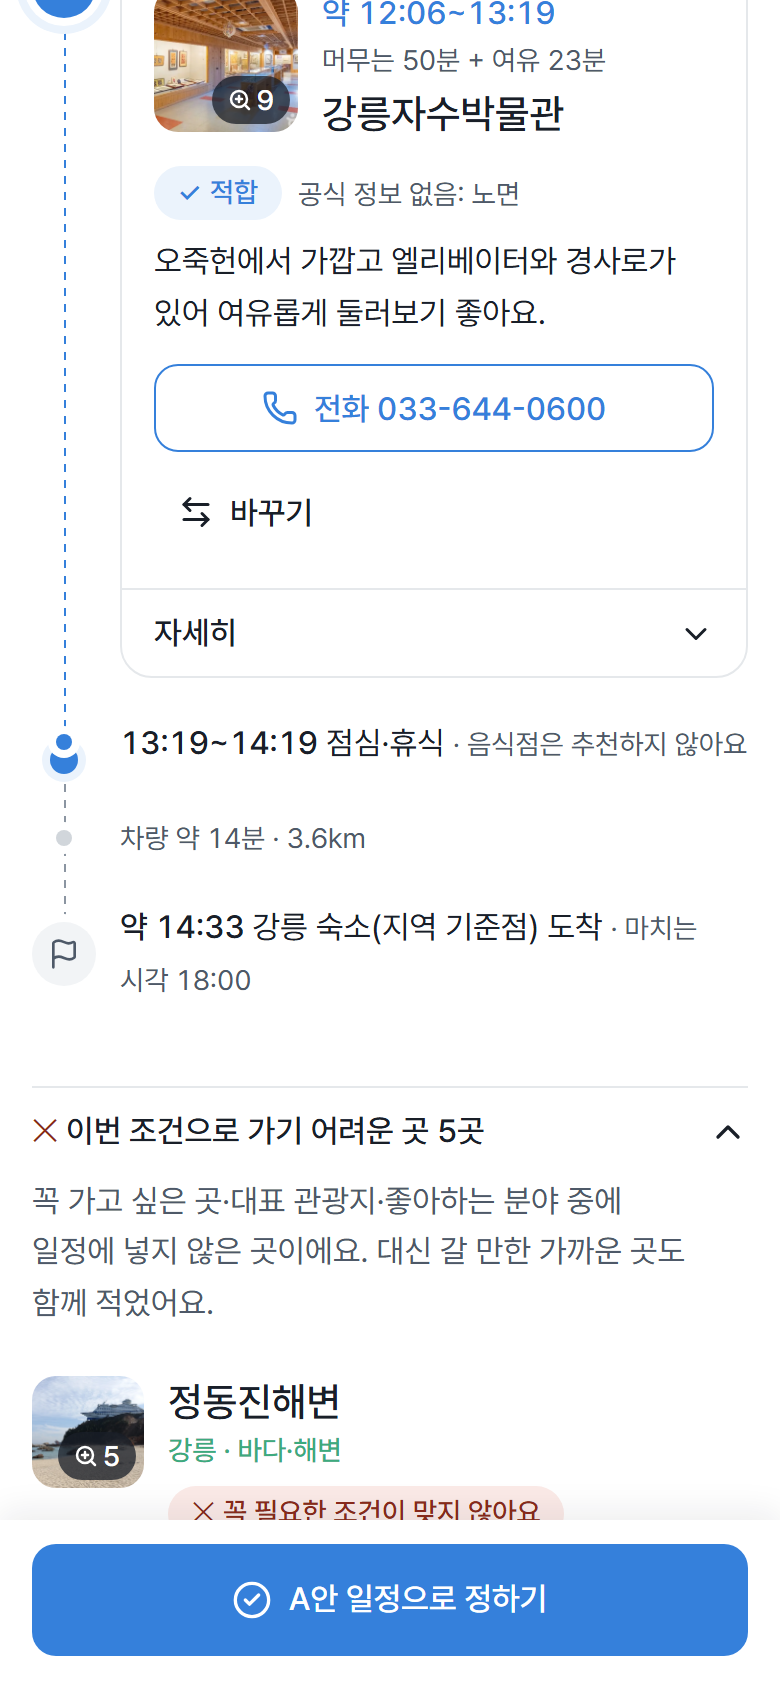 약 12:06~13:19
머무는 50분 + 여유 23분
9
강릉자수박물관
적합 공식 정보 없음: 노면
오죽헌에서 가깝고 엘리베이터와 경사로가
있어 여유롭게 둘러보기 좋아요.
전화 033-644-0600
바꾸기
자세히
13:19~14:19 점심·휴식 · 음식점은 추천하지 않아요
차량 약 14분 · 3.6km
약 14:33 강릉 숙소(지역 기준점) 도착 · 마치는
시각 18:00
이번 조건으로 가기 어려운 곳 5곳
꼭 가고 싶은 곳·대표 관광지·좋아하는 분야 중에
일정에 넣지 않은 곳이에요. 대신 갈 만한 가까운 곳도
함께 적었어요.
정동진해변
강릉 · 바다·해변
5
꼭 필요한 조건이 맞지 않아요
A안 일정으로 정하기